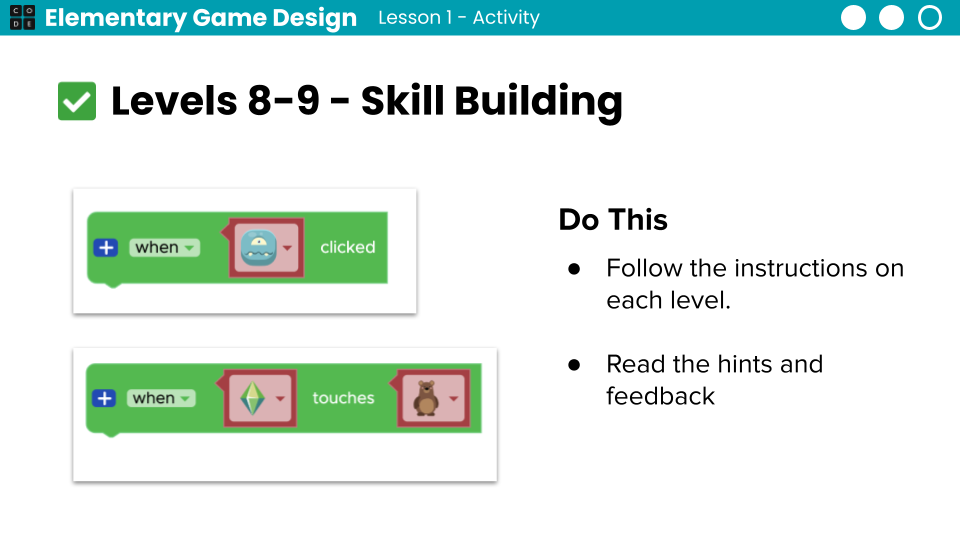 CODE Elementary Game Design Lesson 1 - Activity
Levels 8-9 - Skill Building
when clicked
when touches
Do This
● Follow the instructions on
each level.
● Read the hints and
feedback